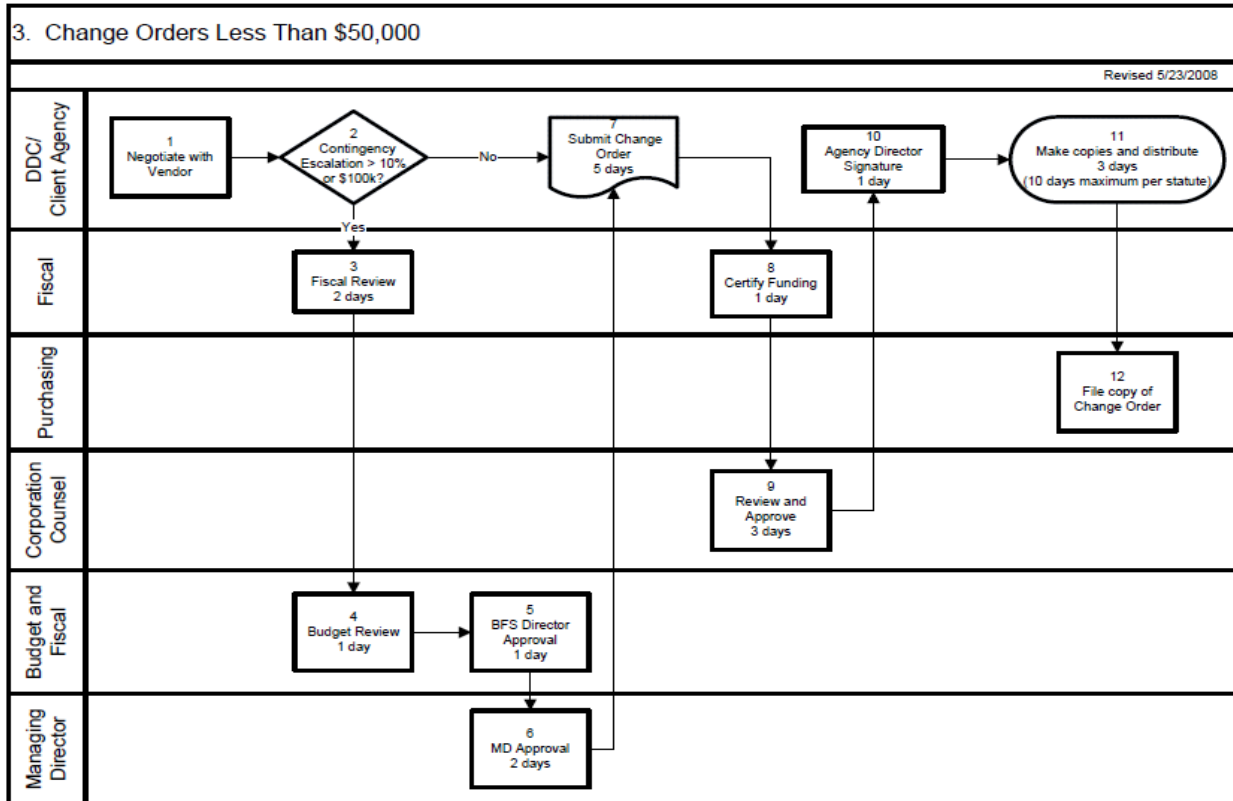 3. Change Orders Less Than $50,000
Revised 5/23/2008
DDC/
Client Agency
1
Negotiate with
Vendor
2
Contingency
Escalation > 10%
or $100k?
No
Yes
7
Submit Change
Order
5 days
10
Agency Director
Signature
1 day
11
Make copies and distribute
3 days
(10 days maximum per statute)
Fiscal
3
Fiscal Review
2 days
8
Certify Funding
1 day
Purchasing
12
File copy of
Change Order
Corporation
Counsel
9
Review and
Approve
3 days
Budget and
Fiscal
4
Budget Review
1 day
5
BFS Director
Approval
1 day
Managing
Director
6
MD Approval
2 days